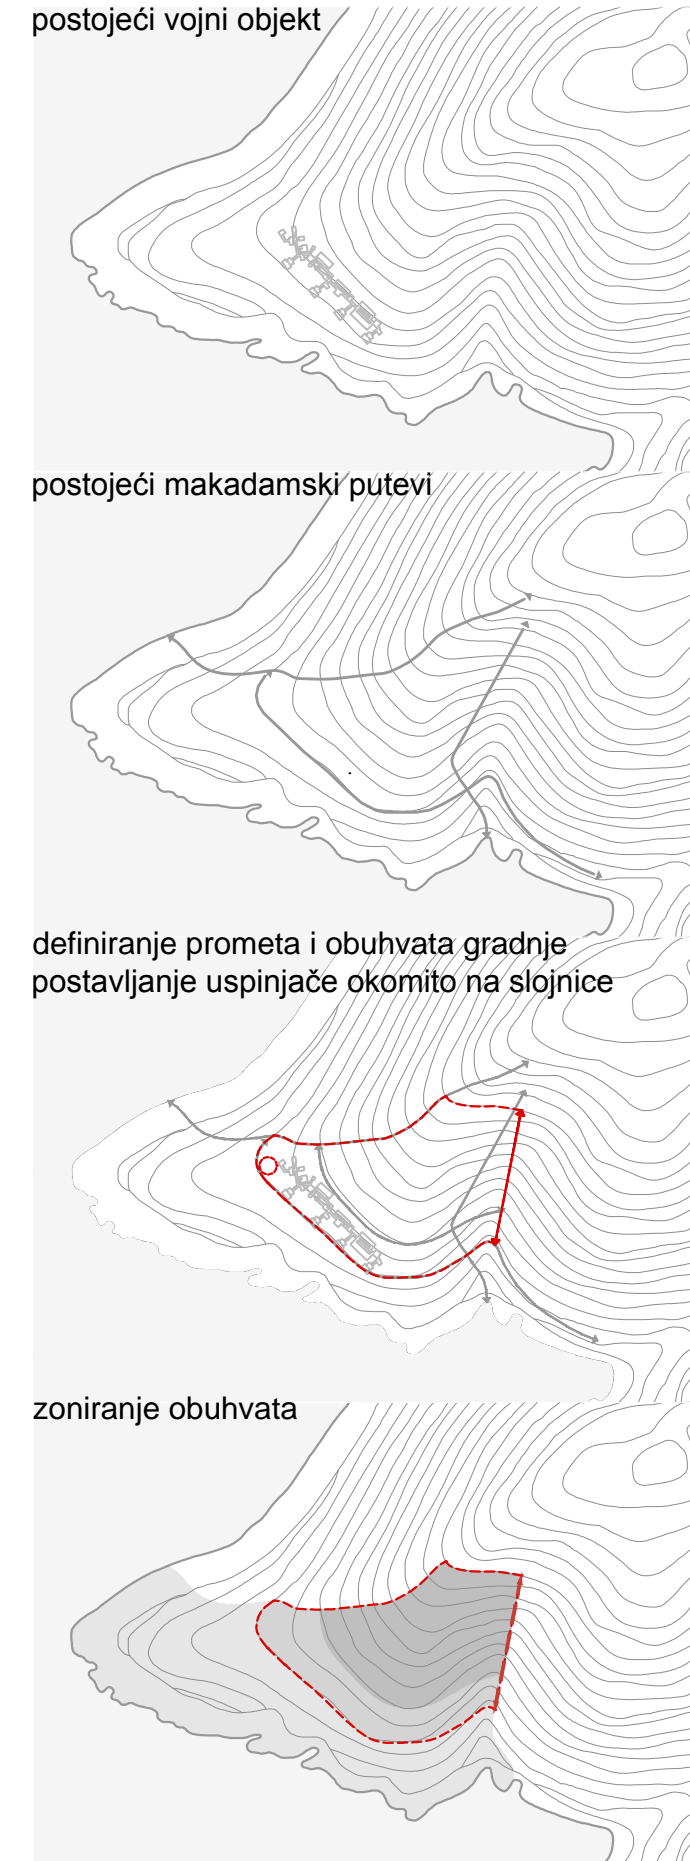 postojeći vojni objekt
postojeći makadamski putevi
definiranje prometa i obuhvata gradnje
postavljanje uspinjače okomito na slojnice
zoniranje obuhvata